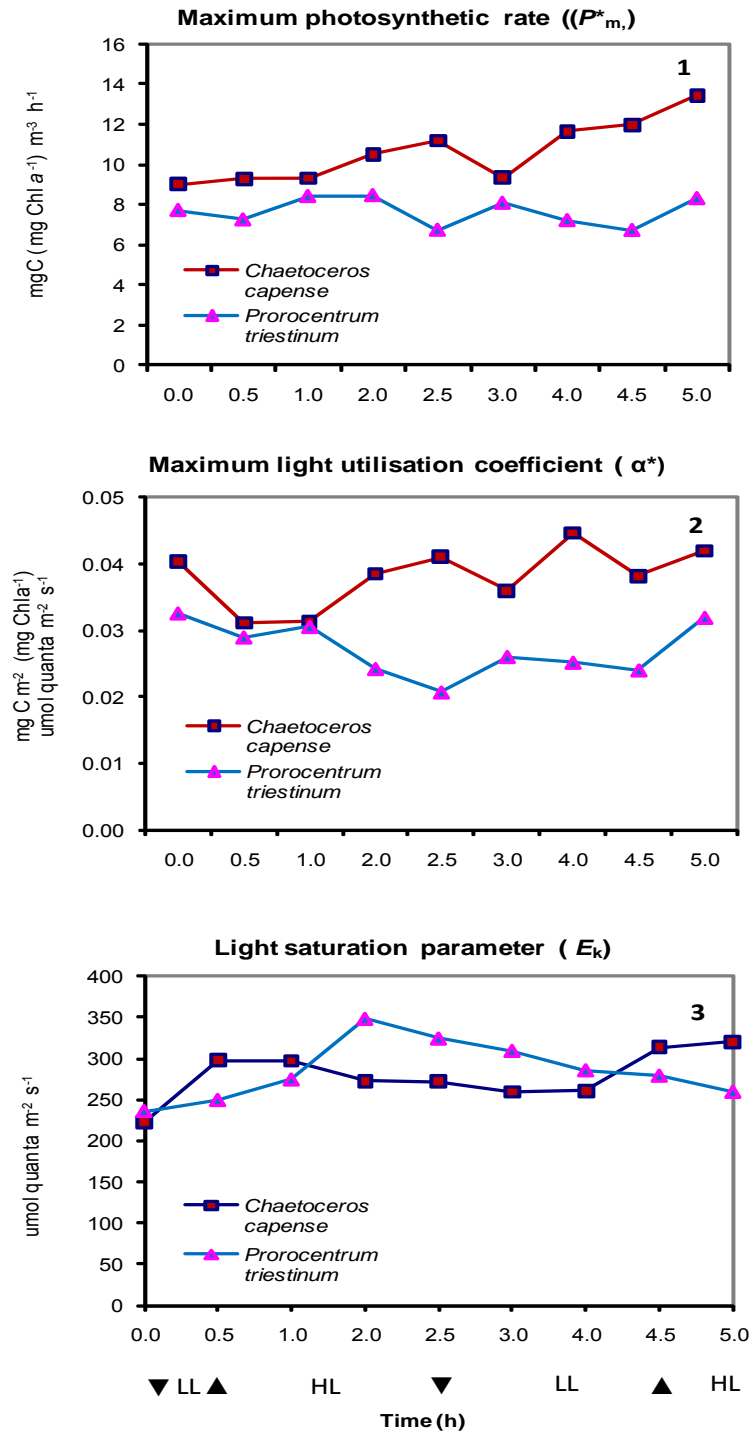 Maximum photosynthetic rate ((P*m,)
mgC ( mg Chl a-1) m-3 h-1
16
14
12
10
8
6
4
2
0
1
Chaetoceros
capense
Prorocentrum
triestinum
0.0 0.5 1.0 2.0 2.5 3.0 4.0 4.5 5.0
Maximum light utilisation coefficient ( α*)
mg C m-2 (mg Chla-1)
umol quanta m-2 s-1
0.05
0.04
0.03
0.02
0.01
0.00
2
Chaetoceros
capense
Prorocentrum
triestinum
0.0 0.5 1.0 2.0 2.5 3.0 4.0 4.5 5.0
Light saturation parameter ( Ek)
umol quanta m-2 s-1
400
350
300
250
200
150
100
50
0
3
Chaetoceros
capense
Prorocentrum
triestinum
0.0 0.5 1.0 2.0 2.5 3.0 4.0 4.5 5.0
▼ LL ▲ HL ▼ LL ▲ HL
Time (h)